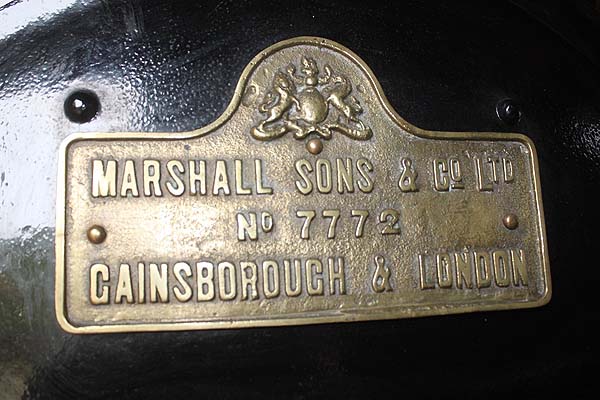 MARSHALL SONS & Co LTD
No 7772
GAINSBOROUGH & LONDON